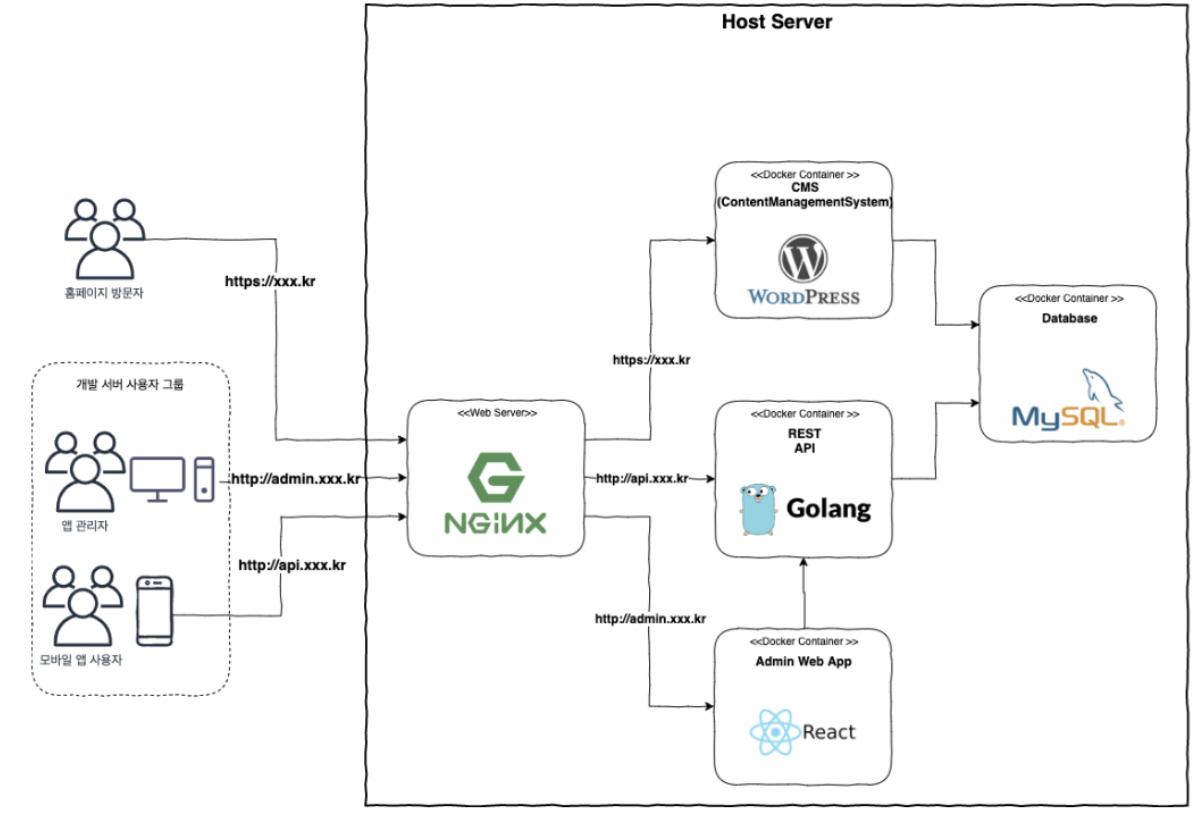 Host Server
<<Docker Container >>
CMS
(ContentManagementSystem)
WORDPRESS
홈페이지 방문자
https://xxx.kr
<<Docker Container >>
Database
MySQL®
https://xxx.kr
개발 서버 사용자 그룹
<<Web Server>>
NGINX
<<Docker Container >>
REST
API
Golang
http://admin.xxx.kr
http://api.xxx.kr
앱 관리자
http://api.xxx.kr
모바일 앱 사용자
http://admin.xxx.kr
<<Docker Container >>
Admin Web App
React